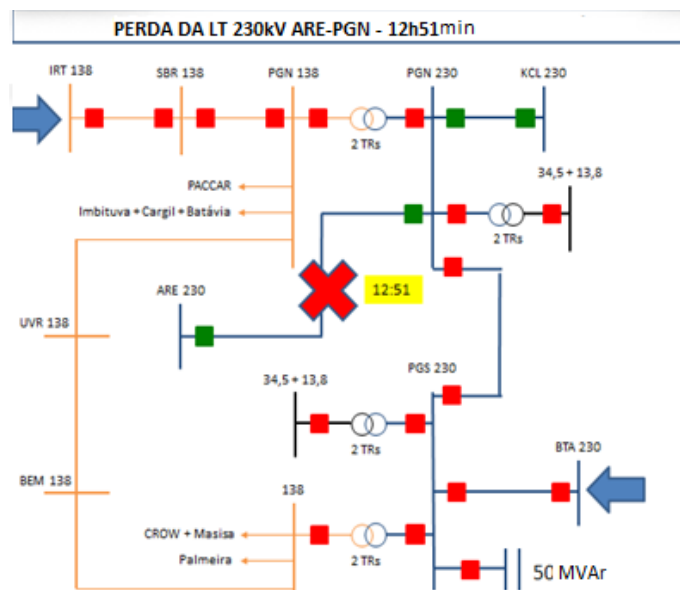 PERDA DA LT 230kV ARE-PGN - 12h51min
IRT 138
SBR 138
PGN 138
PGN 230
KCL 230
2 TRs
34,5 + 13,8
PACCAR
Imbituva + Cargil + Batávia
2 TRs
ARE 230
12:51
UVR 138
PGS 230
34,5 + 13,8
2 TRs
BTA 230
BEM 138
138
CROW + Masisa
Palmeira
2 TRs
50 MVAr